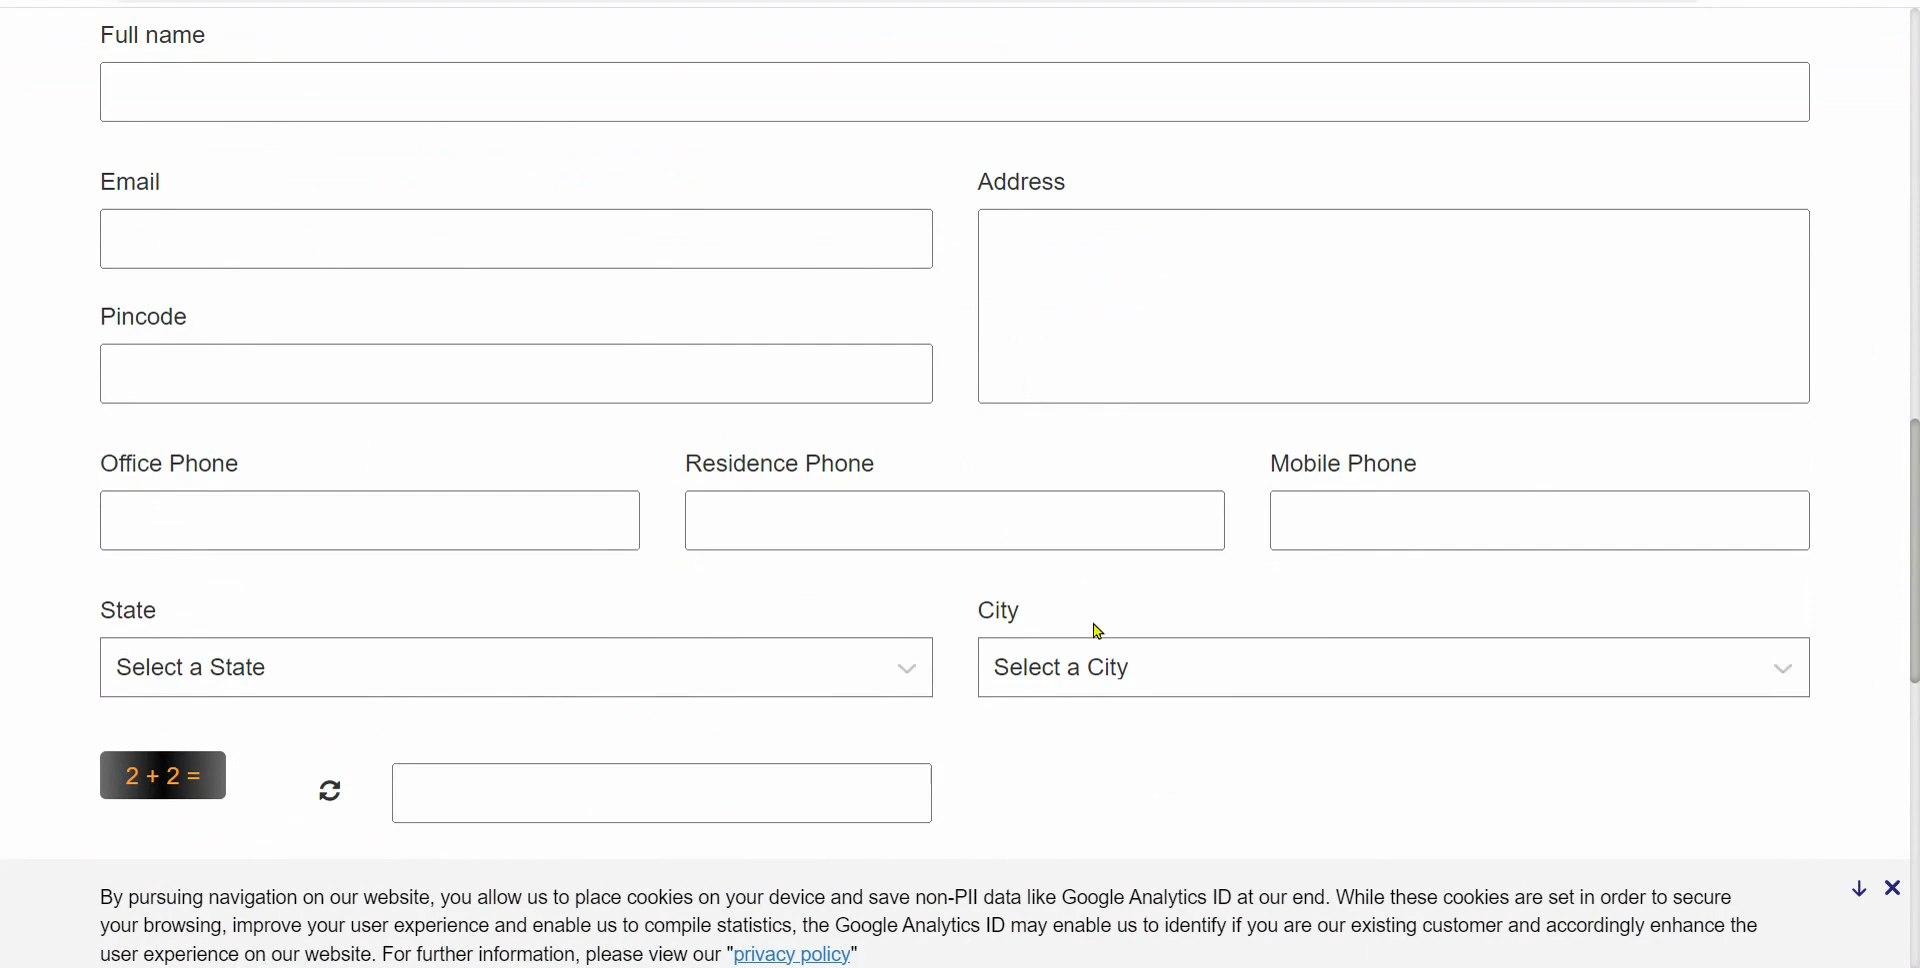 Full name
Email
Address
Pincode
Office Phone
Residence Phone
Mobile Phone
State
City
Select a State
Select a City
2 + 2 =
By pursuing navigation on our website, you allow us to place cookies on your device and save non-PII data like Google Analytics ID at our end. While these cookies are set in order to secure
your browsing, improve your user experience and enable us to compile statistics, the Google Analytics ID may enable us to identify if you are our existing customer and accordingly enhance the
user experience on our website. For further information, please view our "privacy policy"